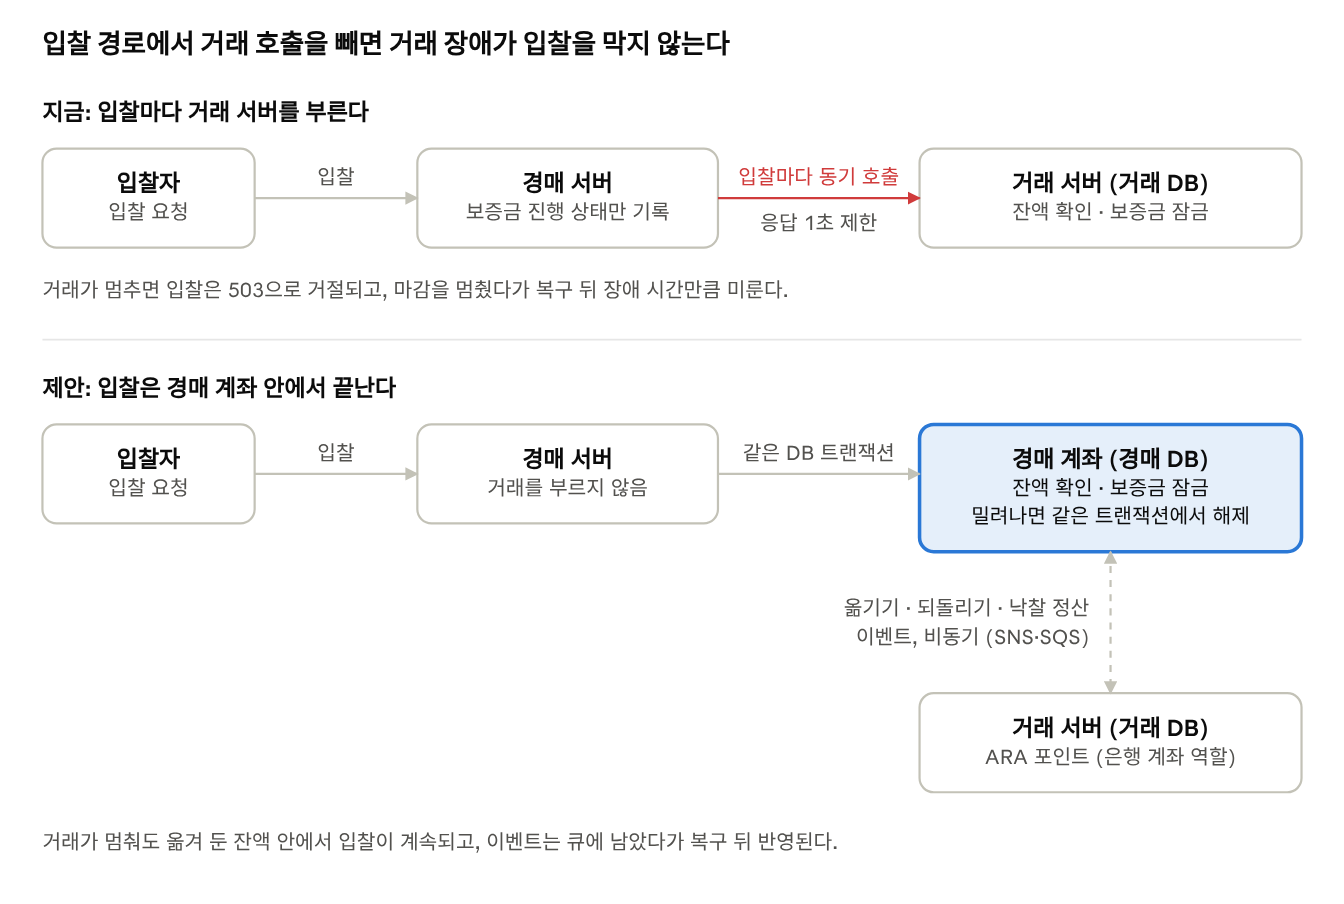 입찰 경로에서 거래 호출을 빼면 거래 장애가 입찰을 막지 않는다
지금: 입찰마다 거래 서버를 부른다
입찰자
입찰 요청
입찰
경매 서버
보증금 진행 상태만 기록
입찰마다 동기 호출
응답 1초 제한
거래 서버 (거래 DB)
잔액 확인 · 보증금 잠금
거래가 멈추면 입찰은 503으로 거절되고, 마감을 멈췄다가 복구 뒤 장애 시간만큼 미룬다.
제안: 입찰은 경매 계좌 안에서 끝난다
입찰자
입찰 요청
입찰
경매 서버
거래를 부르지 않음
같은 DB 트랜잭션
경매 계좌 (경매 DB)
잔액 확인 · 보증금 잠금
밀려나면 같은 트랜잭션에서 해제
옮기기 · 되돌리기 · 낙찰 정산
이벤트, 비동기 (SNS·SQS)
거래 서버 (거래 DB)
ARA 포인트 (은행 계좌 역할)
거래가 멈춰도 옮겨 둔 잔액 안에서 입찰이 계속되고, 이벤트는 큐에 남았다가 복구 뒤 반영된다.